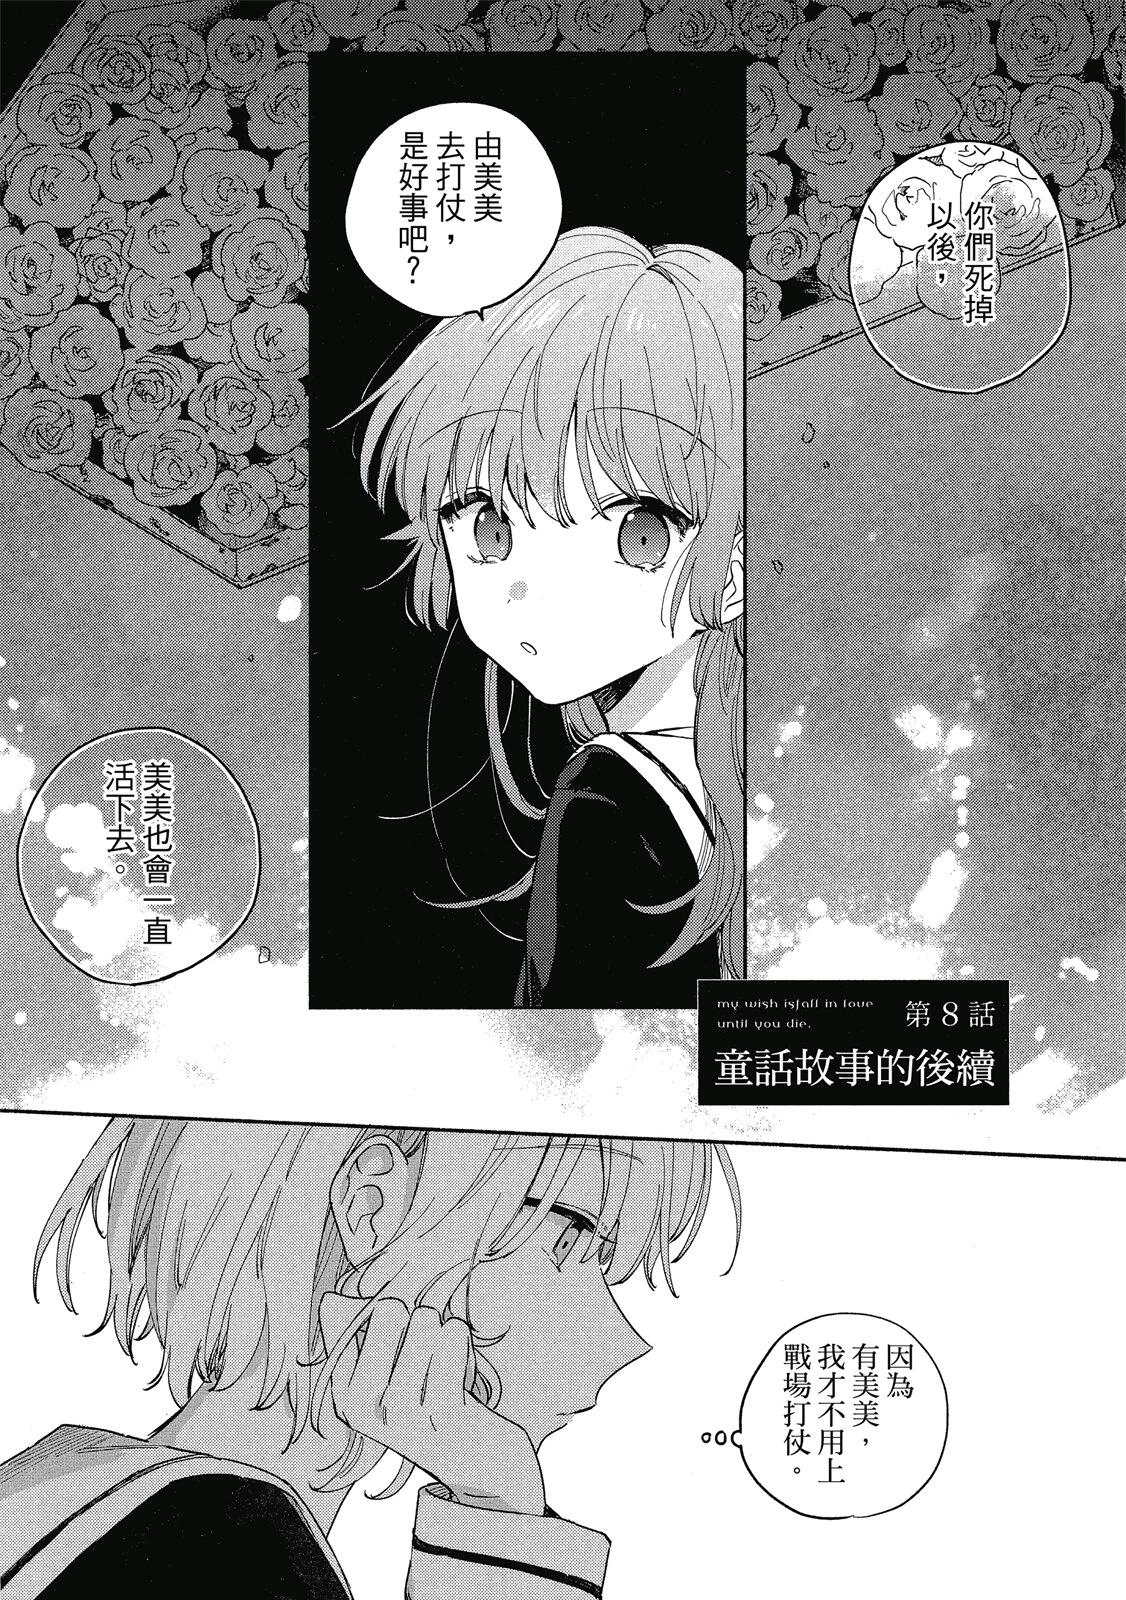 你們死掉
以後，
由美美
去打仗，
是好事吧？
美美也會一直
活下去。
my wish is fall in love
until you die.
第8話
童話故事的後續
因為
有美美，
我才不用上
戰場打仗。